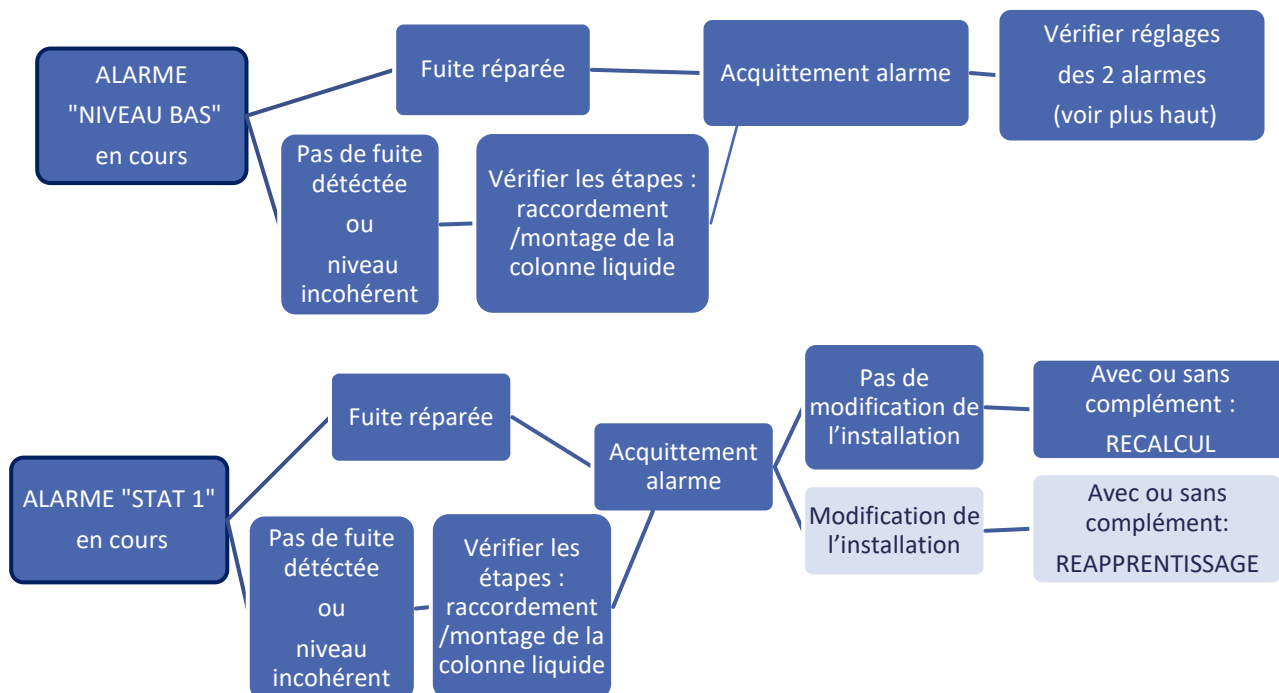 ALARME
"NIVEAU BAS"
en cours
Fuite réparée
Pas de fuite
détéctée
ou
niveau
incohérent
Vérifier les étapes :
raccordement
/montage de la
colonne liquide
Acquittement alarme
Vérifier réglages
des 2 alarmes
(voir plus haut)
ALARME "STAT 1"
en cours
Fuite réparée
Pas de fuite
détéctée
ou
niveau
incohérent
Vérifier les
étapes :
raccordement
/montage de la
colonne liquide
Acquittement
alarme
Pas de
modification de
l’installation
Avec ou sans
complément :
RECALCUL
Modification de
l’installation
Avec ou sans
complément:
REAPPRENTISSAGE